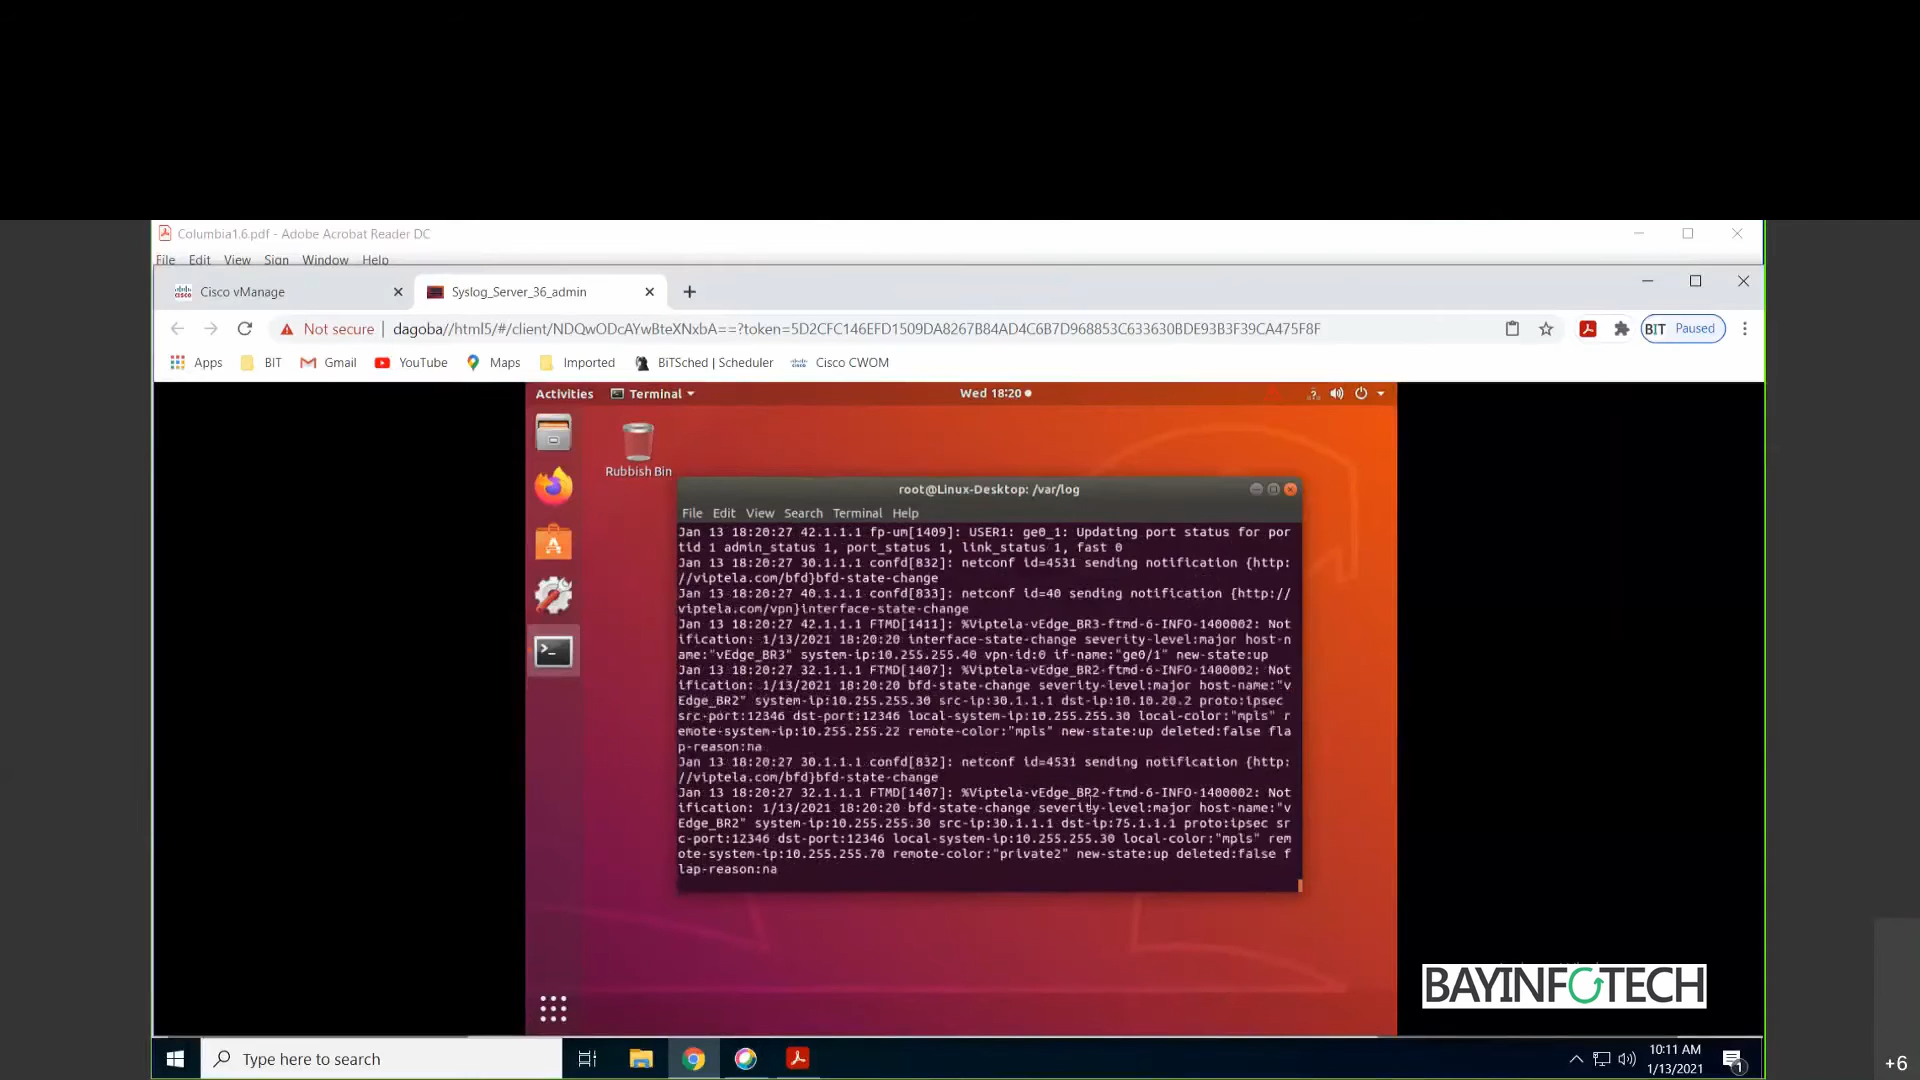 Columbia1.6.pdf - Adobe Acrobat Reader DC
File Edit View Sign Window Help
Cisco vManage
Syslog_Server_36_admin
Not secure | dagoba//html5/#/client/NDQwODcAYwBteXNxbA==?token=5D2CFC146EFD1509DA8267B84AD4C6B7D968853C633630BDE93B3F39CA475F8F
BIT Paused
Apps BIT Gmail YouTube Maps Imported BiTSched | Scheduler Cisco CWOM
Activities Terminal Wed 18:20
Rubbish Bin
root@Linux-Desktop: /var/log
File Edit View Search Terminal Help
Jan 13 18:20:27 42.1.1.1 fp-um[1409]: USER1: ge0_1: Updating port status for por
tid 1 admin_status 1, port_status 1, link_status 1, fast 0
Jan 13 18:20:27 30.1.1.1 confd[832]: netconf id=4531 sending notification {http:
//viptela.com/bfd}bfd-state-change
Jan 13 18:20:27 40.1.1.1 confd[833]: netconf id=40 sending notification {http://
viptela.com/vpn}interface-state-change
Jan 13 18:20:27 42.1.1.1 FTMD[1411]: %Viptela-vEdge_BR3-ftmd-6-INFO-1400002: Not
ification: 1/13/2021 18:20:20 interface-state-change severity-level:major host-n
ame:"vEdge_BR3" system-ip:10.255.255.40 vpn-id:0 if-name:"ge0/1" new-state:up
Jan 13 18:20:27 32.1.1.1 FTMD[1407]: %Viptela-vEdge_BR2-ftmd-6-INFO-1400002: Not
ification: 1/13/2021 18:20:20 bfd-state-change severity-level:major host-name:"v
Edge_BR2" system-ip:10.255.255.30 src-ip:30.1.1.1 dst-ip:10.10.20.2 proto:ipsec
src-port:12346 dst-port:12346 local-system-ip:10.255.255.30 local-color:"mpls" r
emote-system-ip:10.255.255.22 remote-color:"mpls" new-state:up deleted:false fla
p-reason:na
Jan 13 18:20:27 30.1.1.1 confd[832]: netconf id=4531 sending notification {http:
//viptela.com/bfd}bfd-state-change
Jan 13 18:20:27 32.1.1.1 FTMD[1407]: %Viptela-vEdge_BR2-ftmd-6-INFO-1400002: Not
ification: 1/13/2021 18:20:20 bfd-state-change severity-level:major host-name:"v
Edge_BR2" system-ip:10.255.255.30 src-ip:30.1.1.1 dst-ip:75.1.1.1 proto:ipsec sr
c-port:12346 dst-port:12346 local-system-ip:10.255.255.30 local-color:"mpls" rem
ote-system-ip:10.255.255.70 remote-color:"private2" new-state:up deleted:false f
lap-reason:na
BAYINFOTECH
Type here to search
10:11 AM
1/13/2021
1
+6